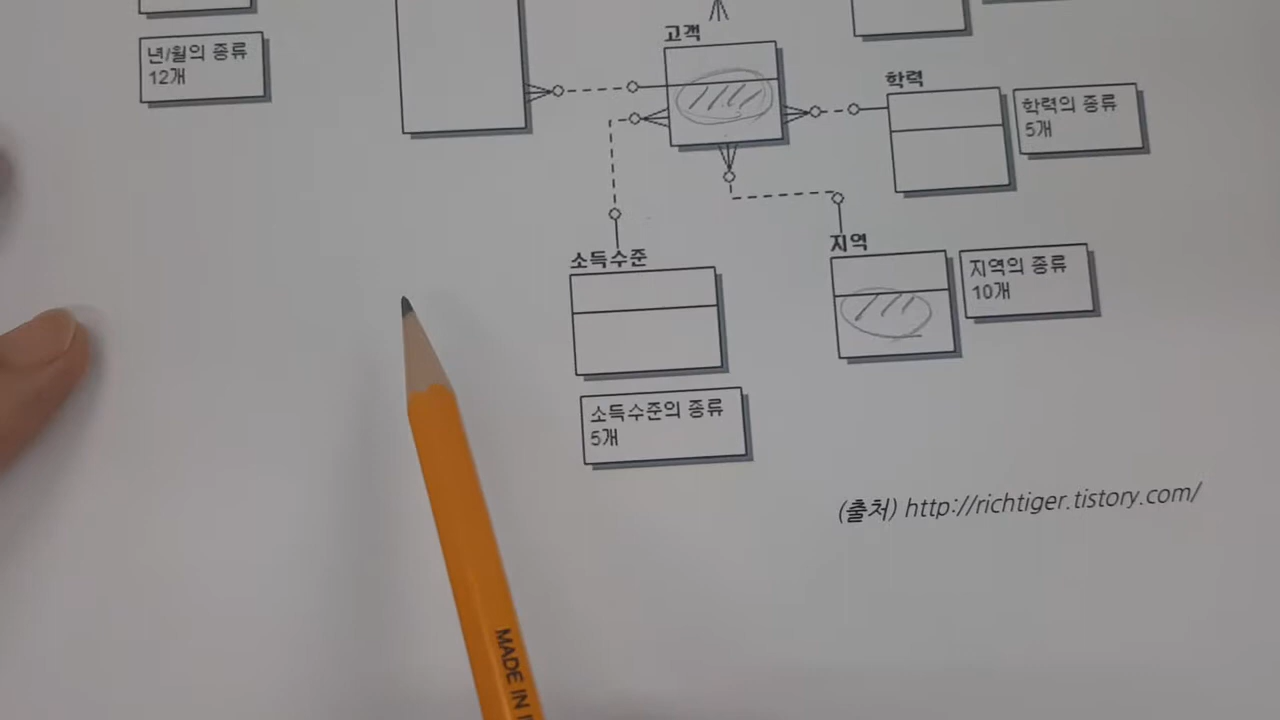 년/월의 종류
12개
고객
학력
학력의 종류
5개
소득수준
지역
지역의 종류
10개
소득수준의 종류
5개
(출처) http://richtiger.tistory.com/
MADE IN